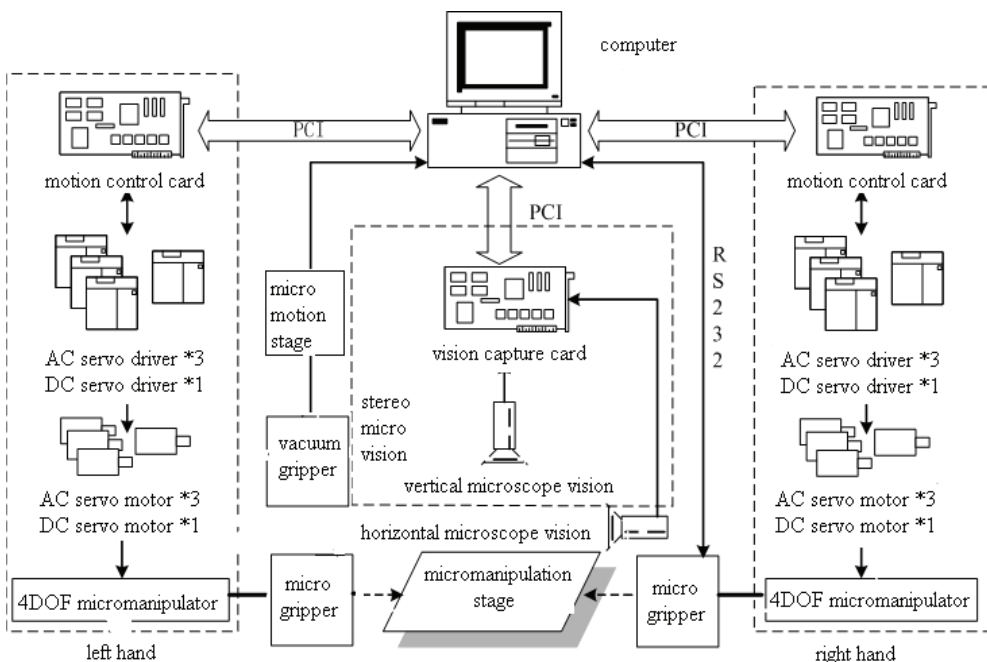 computer
PCI
PCI
motion control card
motion control card
PCI
RS232
micro
motion
stage
vision capture card
AC servo driver *3
DC servo driver *1
AC servo driver *3
DC servo driver *1
stereo
micro
vision
vacuum
gripper
vertical microscope vision
AC servo motor *3
DC servo motor *1
AC servo motor *3
DC servo motor *1
horizontal microscope vision
4DOF micromanipulator
micro
gripper
micromanipulation
stage
micro
gripper
4DOF micromanipulator
left hand
right hand